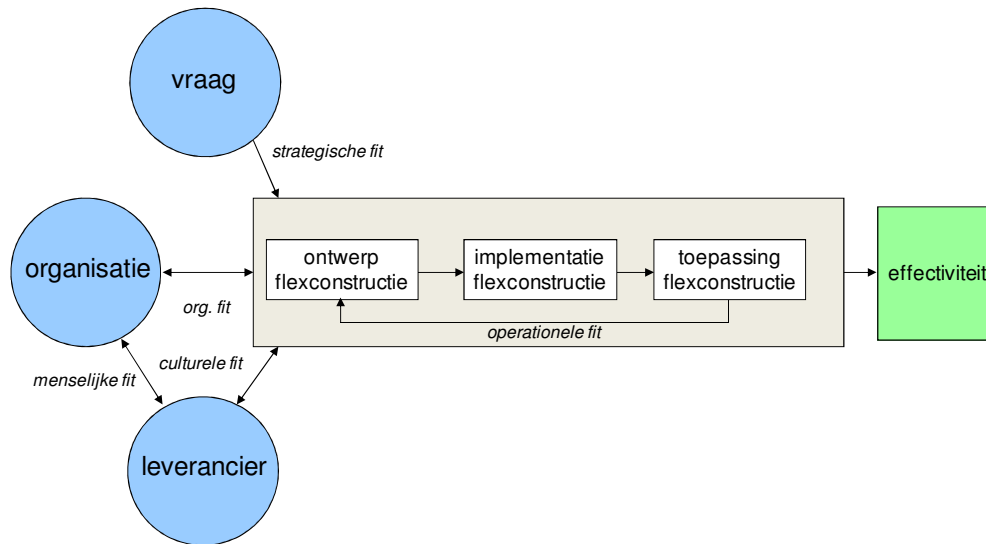 vraag
strategische fit
organisatie
org. fit
ontwerp
flexconstructie
implementatie
flexconstructie
toepassing
flexconstructie
operationele fit
effectiviteit
culturele fit
menselijke fit
leverancier